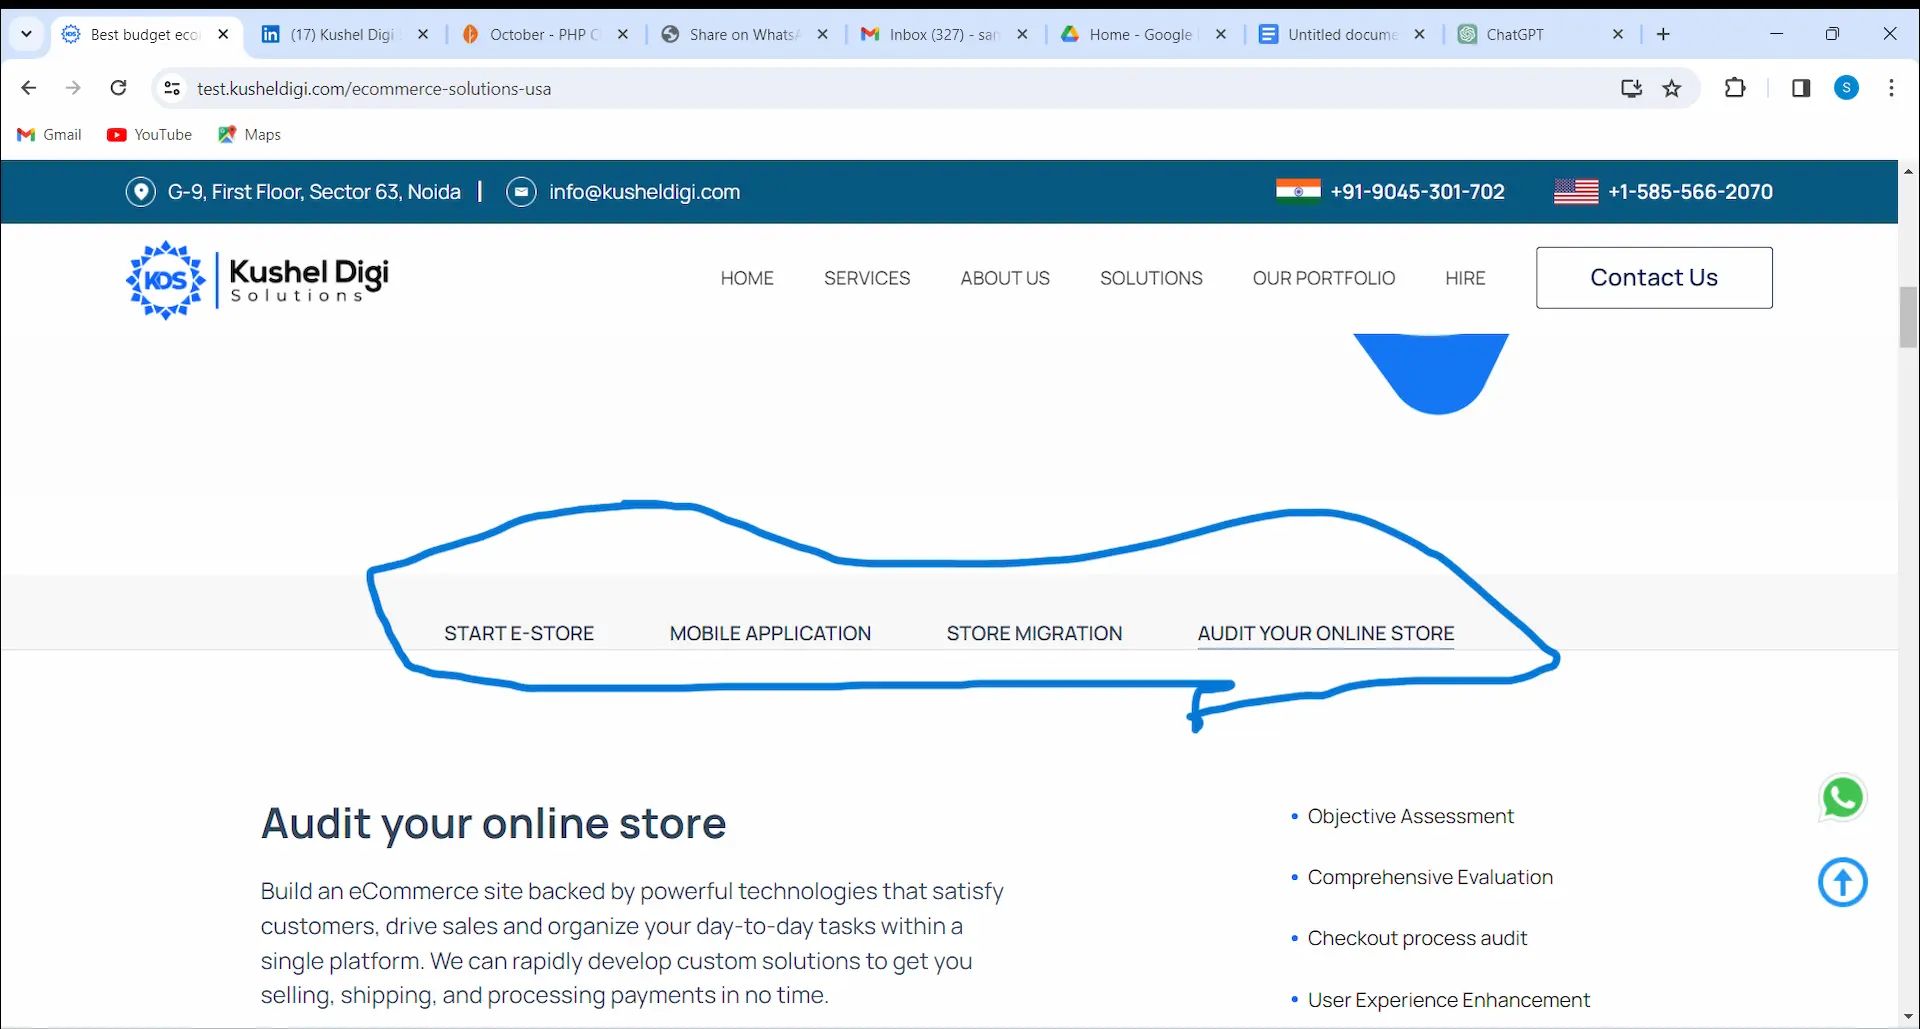 Best budget eco
(17) Kushel Digi
October - PHP C
Share on WhatsA
Inbox (327) - san
Home - Google
Untitled docume
ChatGPT
test.kusheldigi.com/ecommerce-solutions-usa
S
Gmail
YouTube
Maps
G-9, First Floor, Sector 63, Noida
info@kusheldigi.com
+91-9045-301-702
+1-585-566-2070
KDS
Kushel Digi
Solutions
HOME
SERVICES
ABOUT US
SOLUTIONS
OUR PORTFOLIO
HIRE
Contact Us
START E-STORE
MOBILE APPLICATION
STORE MIGRATION
AUDIT YOUR ONLINE STORE
Audit your online store
Build an eCommerce site backed by powerful technologies that satisfy
customers, drive sales and organize your day-to-day tasks within a
single platform. We can rapidly develop custom solutions to get you
selling, shipping, and processing payments in no time.
• Objective Assessment
• Comprehensive Evaluation
• Checkout process audit
• User Experience Enhancement